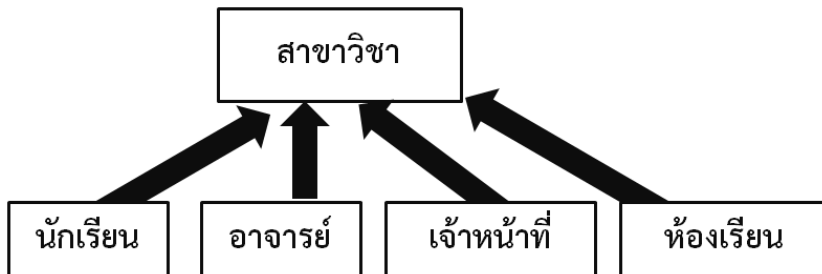 สาขาวิชา
นักเรียน
อาจารย์
เจ้าหน้าที่
ห้องเรียน